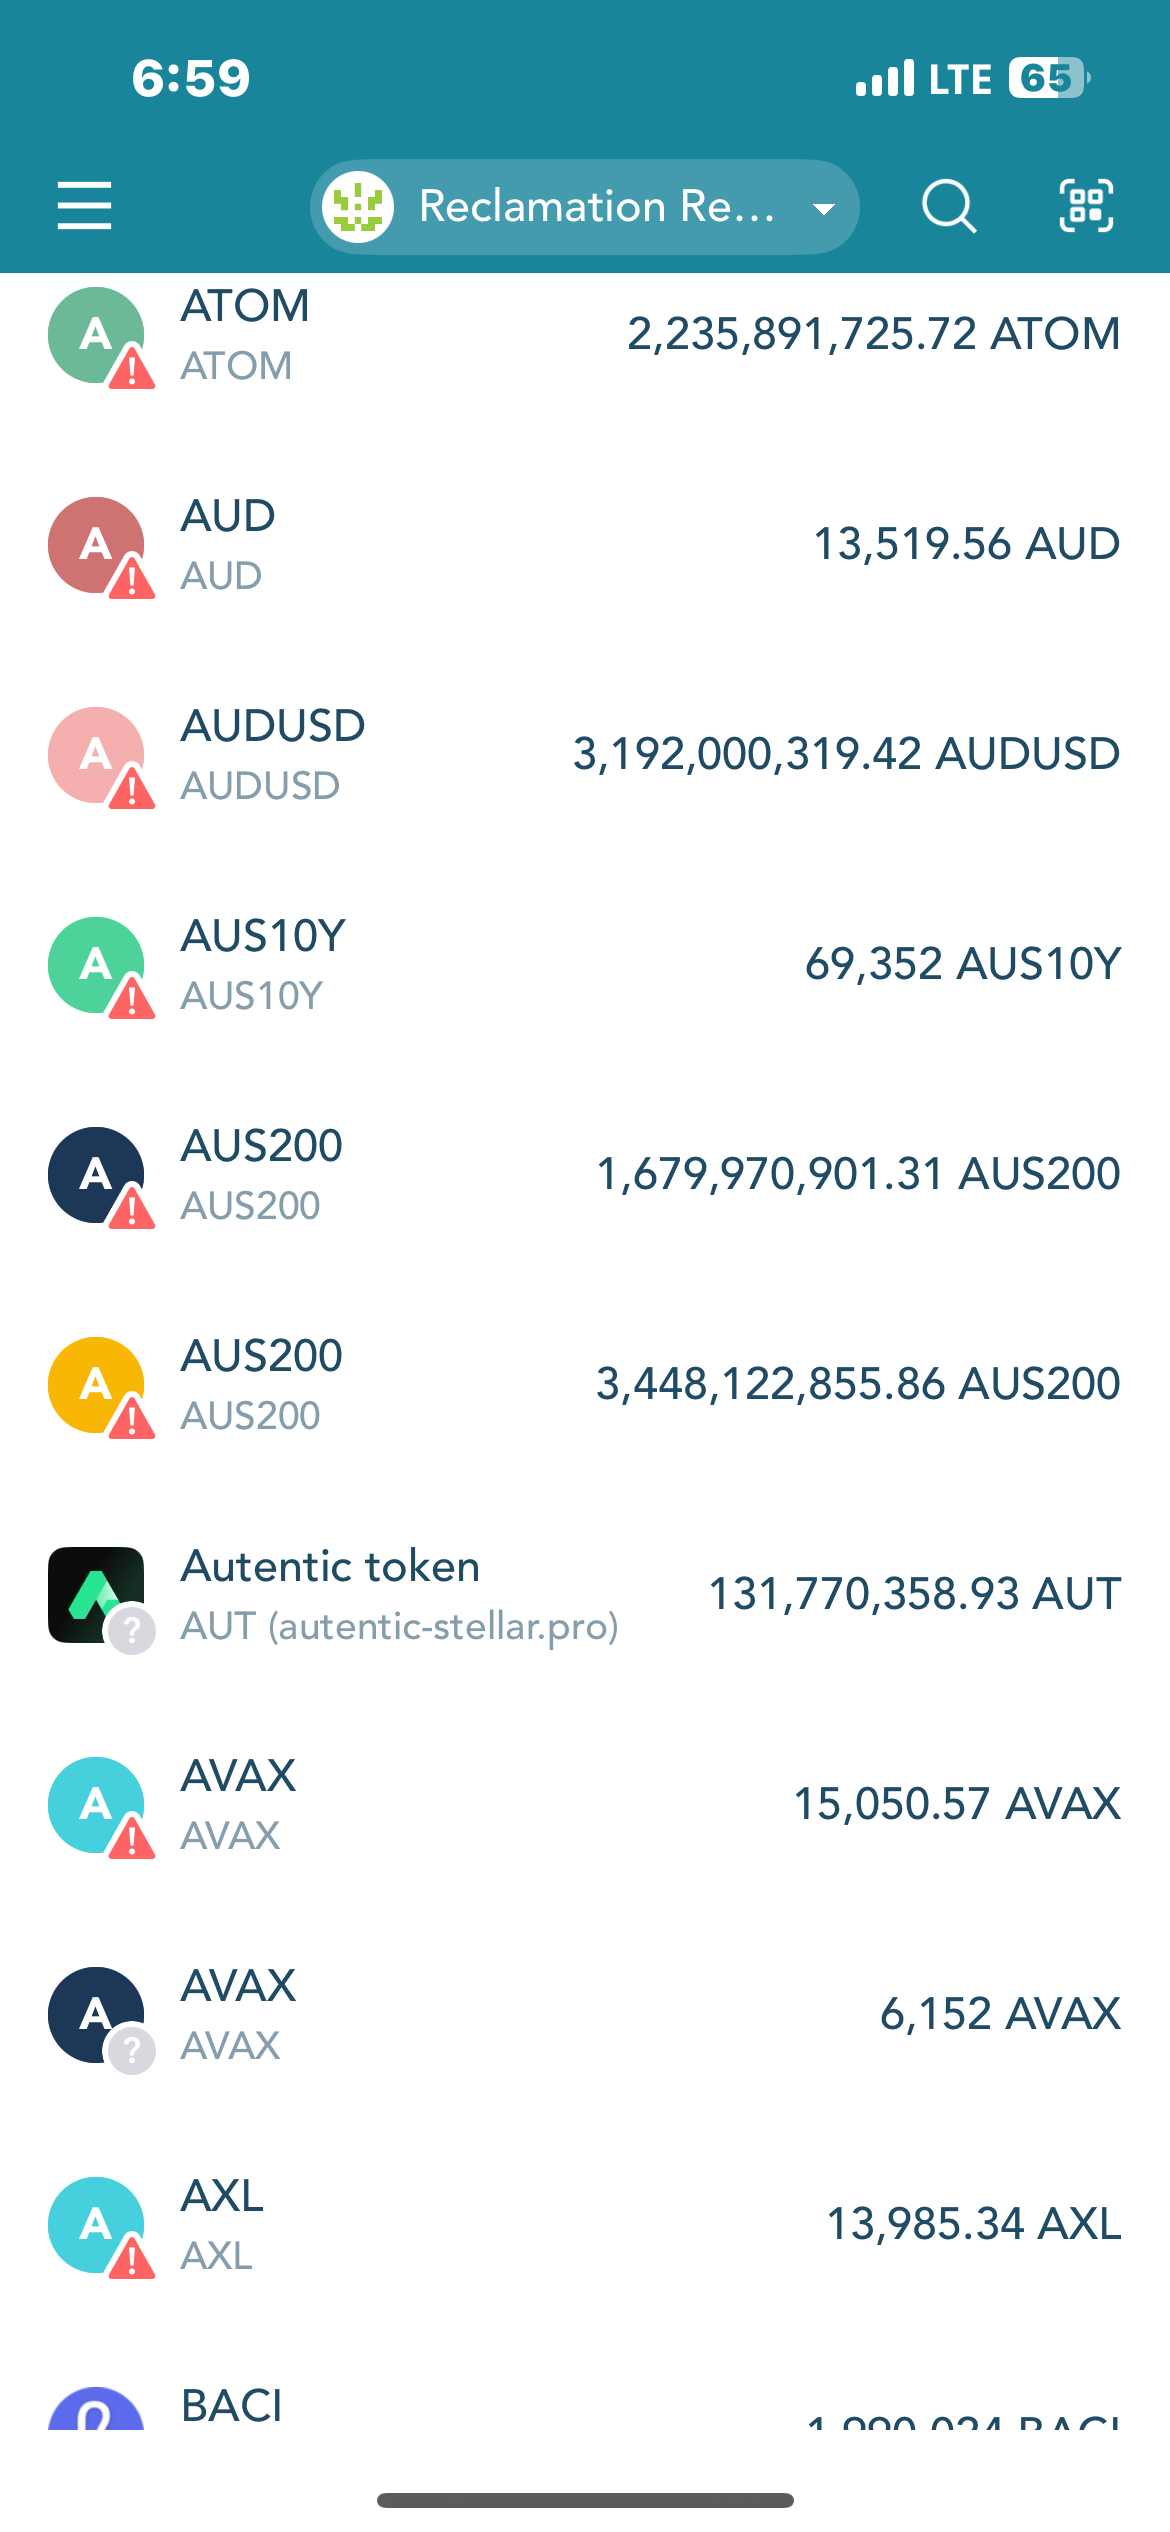 6:59
LTE 65
Reclamation Re...
A
ATOM
ATOM
2,235,891,725.72 ATOM
A
AUD
AUD
13,519.56 AUD
A
AUDUSD
AUDUSD
3,192,000,319.42 AUDUSD
A
AUS10Y
AUS10Y
69,352 AUS10Y
A
AUS200
AUS200
1,679,970,901.31 AUS200
A
AUS200
AUS200
3,448,122,855.86 AUS200
Autentic token
AUT (autentic-stellar.pro)
131,770,358.93 AUT
?
A
AVAX
AVAX
15,050.57 AVAX
A
AVAX
AVAX
6,152 AVAX
?
A
AXL
AXL
13,985.34 AXL
BACI